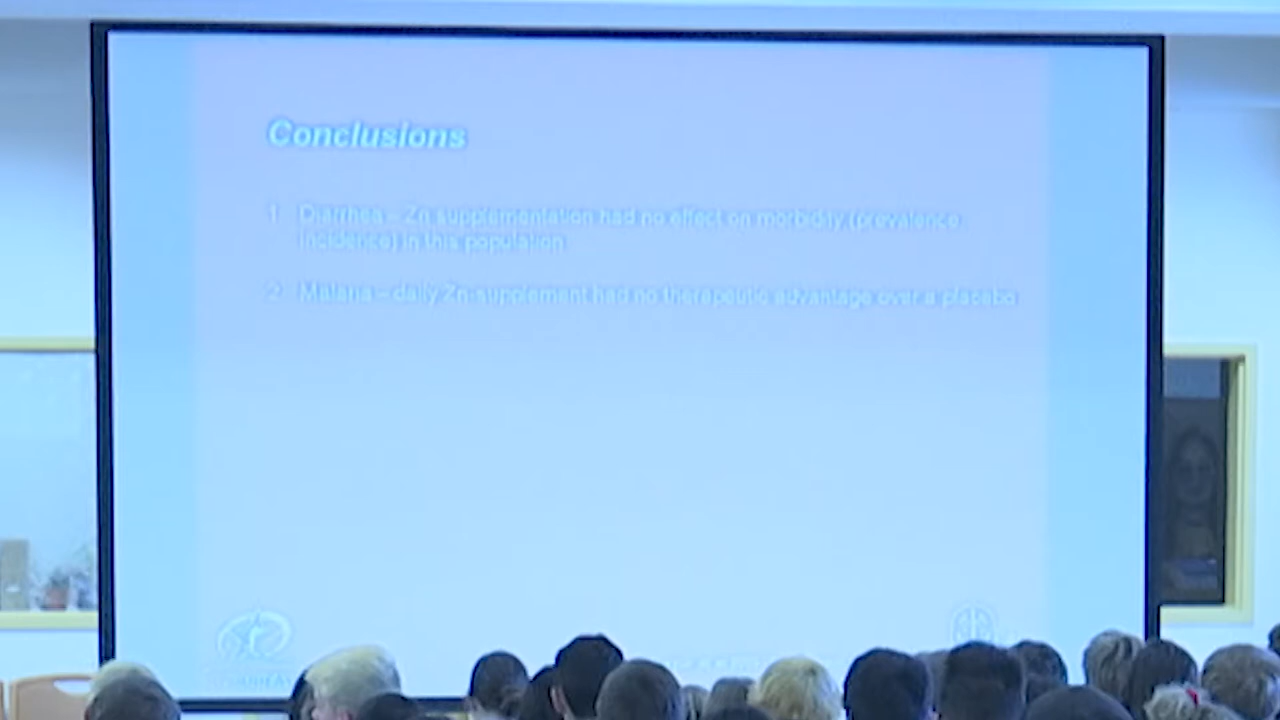 Conclusions
1. Diarrhea - Zn supplementation had no effect on morbidity (prevalence,
incidence) in this population
2. Malaria – daily Zn supplement had no therapeutic advantage over a placebo